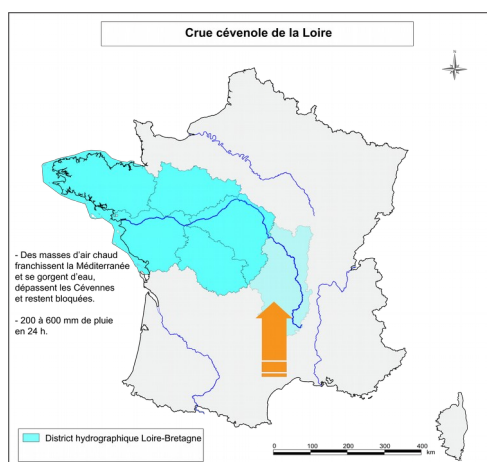 Crue cévenole de la Loire
N
- Des masses d'air chaud
franchissent la Méditerranée
et se gorgent d'eau,
dépassent les Cévennes
et restent bloquées.
- 200 à 600 mm de pluie
en 24 h.
District hydrographique Loire-Bretagne
0 100 200 300 400
km